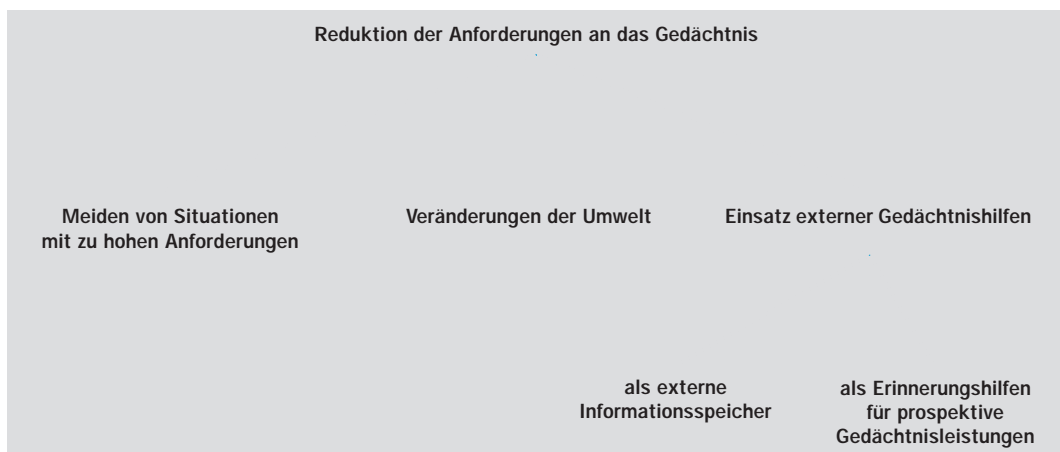 Reduktion der Anforderungen an das Gedächtnis
Meiden von Situationen
mit zu hohen Anforderungen
Veränderungen der Umwelt
Einsatz externer Gedächtnishilfen
als externe
Informationsspeicher
als Erinnerungshilfen
für prospektive
Gedächtnisleistungen